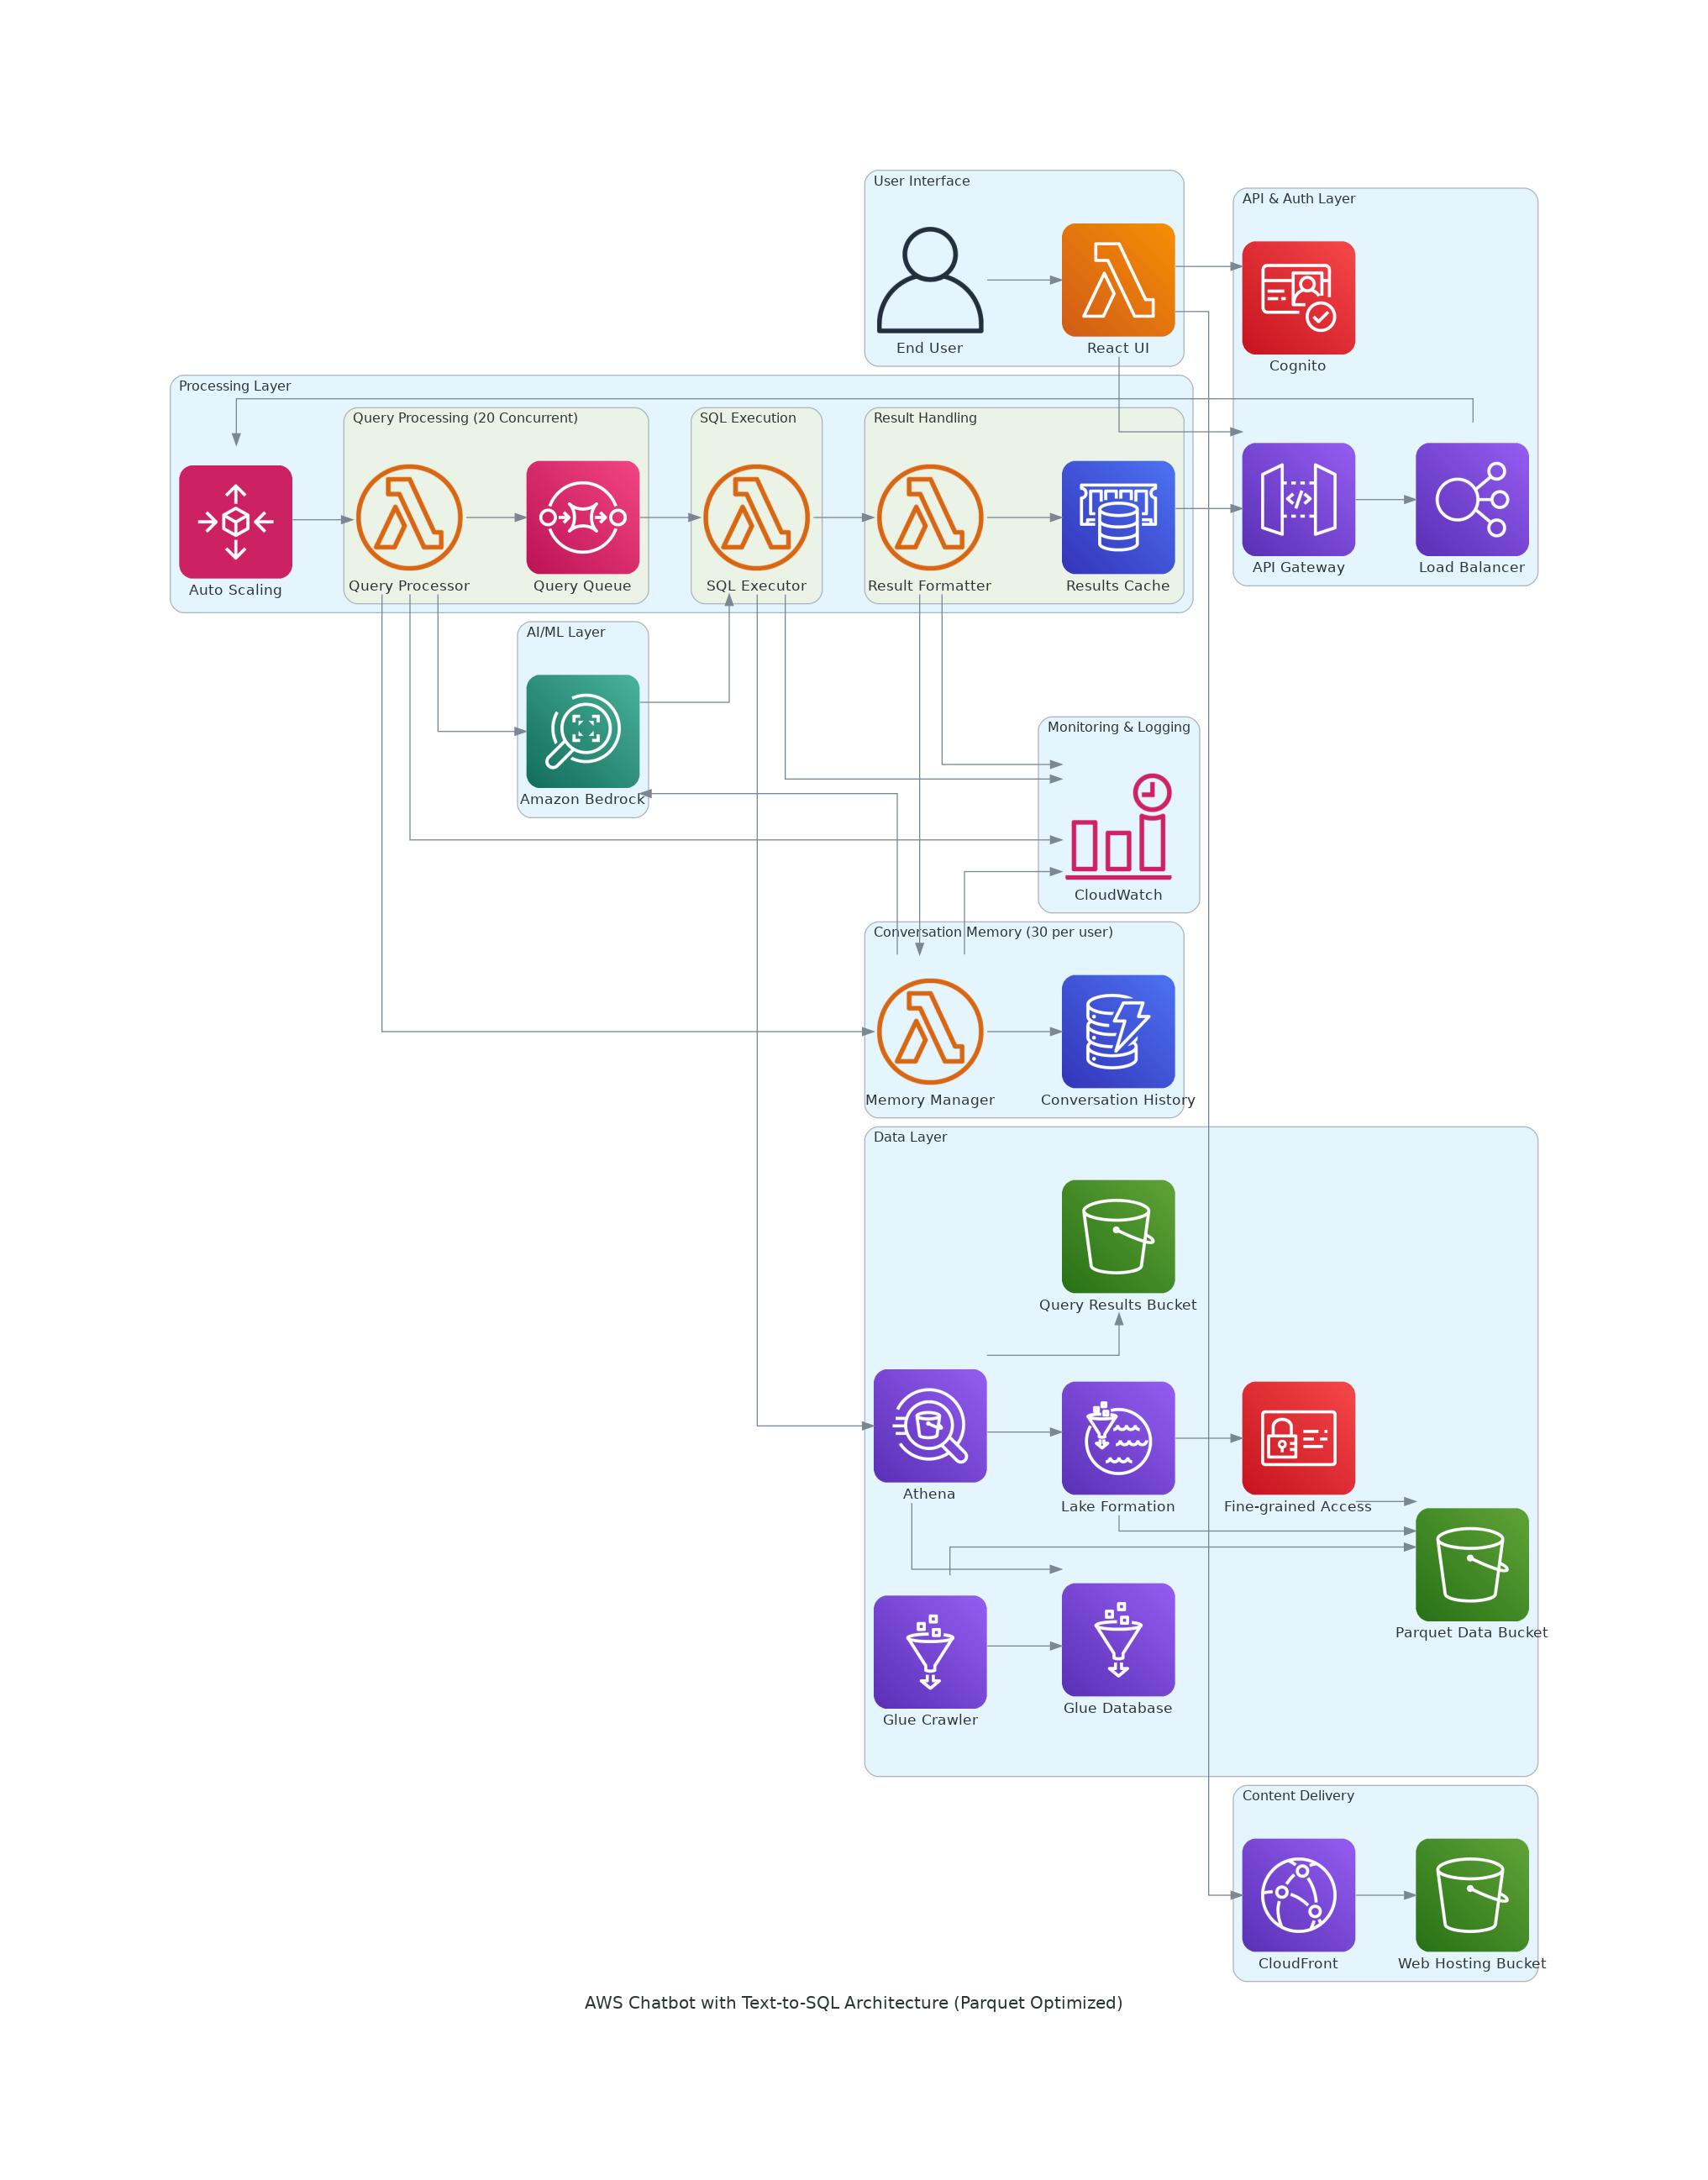 User Interface
End User
React UI
API & Auth Layer
Cognito
API Gateway
Load Balancer
Processing Layer
Auto Scaling
Query Processing (20 Concurrent)
Query Processor
Query Queue
SQL Execution
SQL Executor
Result Handling
Result Formatter
Results Cache
AI/ML Layer
Amazon Bedrock
Monitoring & Logging
CloudWatch
Conversation Memory (30 per user)
Memory Manager
Conversation History
Data Layer
Query Results Bucket
Athena
Lake Formation
Fine-grained Access
Parquet Data Bucket
Glue Crawler
Glue Database
Content Delivery
CloudFront
Web Hosting Bucket
AWS Chatbot with Text-to-SQL Architecture (Parquet Optimized)